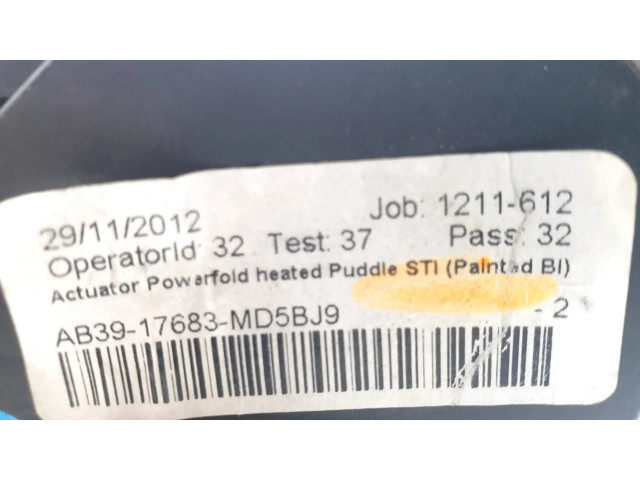 29/11/2012 Job: 1211-612
OperatorId: 32 Test: 37 Pass: 32
Actuator Powerfold heated Puddle STI (Painted BI)
AB39-17683-MD5BJ9 - 2